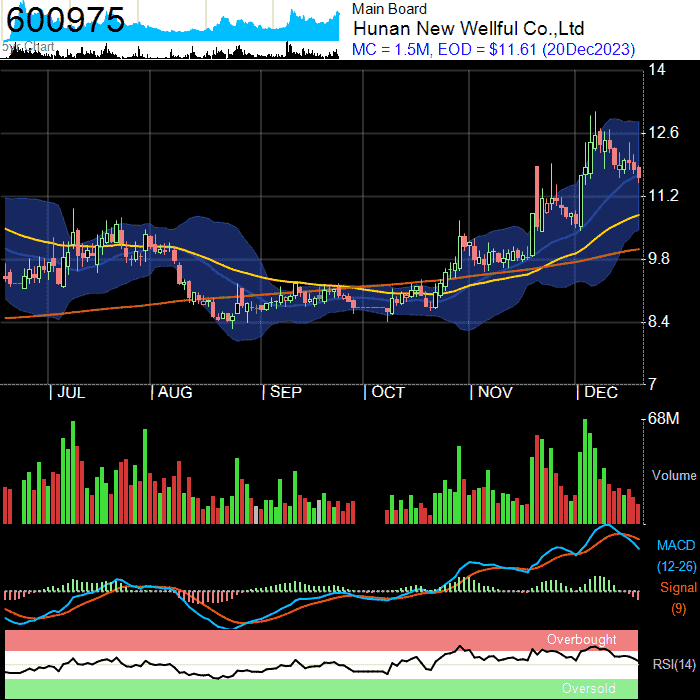 600975
5yr Chart
Main Board
Hunan New Wellful Co.,Ltd
MC = 1.5M, EOD = $11.61 (20Dec2023)
14
12.6
11.2
9.8
8.4
7
| JUL | AUG | SEP | OCT | NOV | DEC
68M
Volume
MACD
(12-26)
Signal
(9)
Overbought
RSI(14)
Oversold